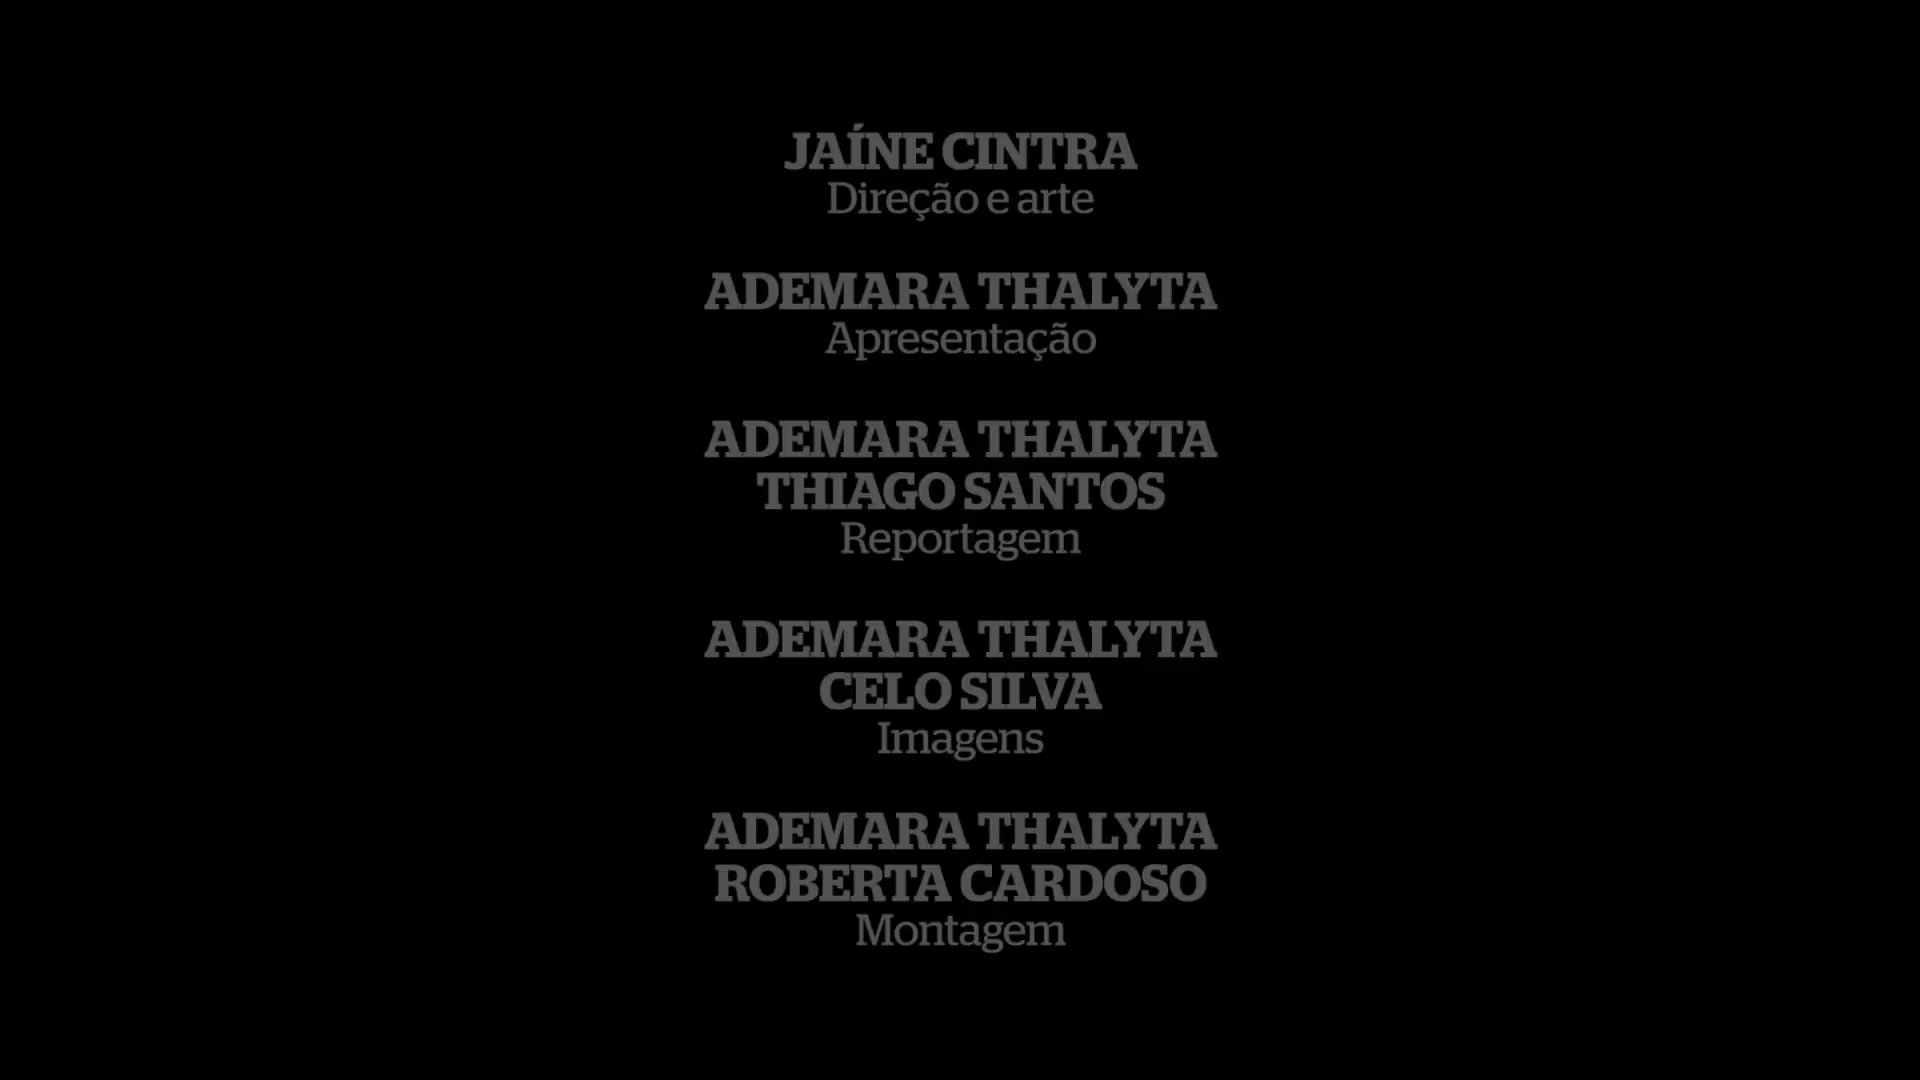 JAÍNE CINTRA
Direção e arte
ADEMARA THALYTA
Apresentação
ADEMARA THALYTA
THIAGO SANTOS
Reportagem
ADEMARA THALYTA
CELO SILVA
Imagens
ADEMARA THALYTA
ROBERTA CARDOSO
Montagem